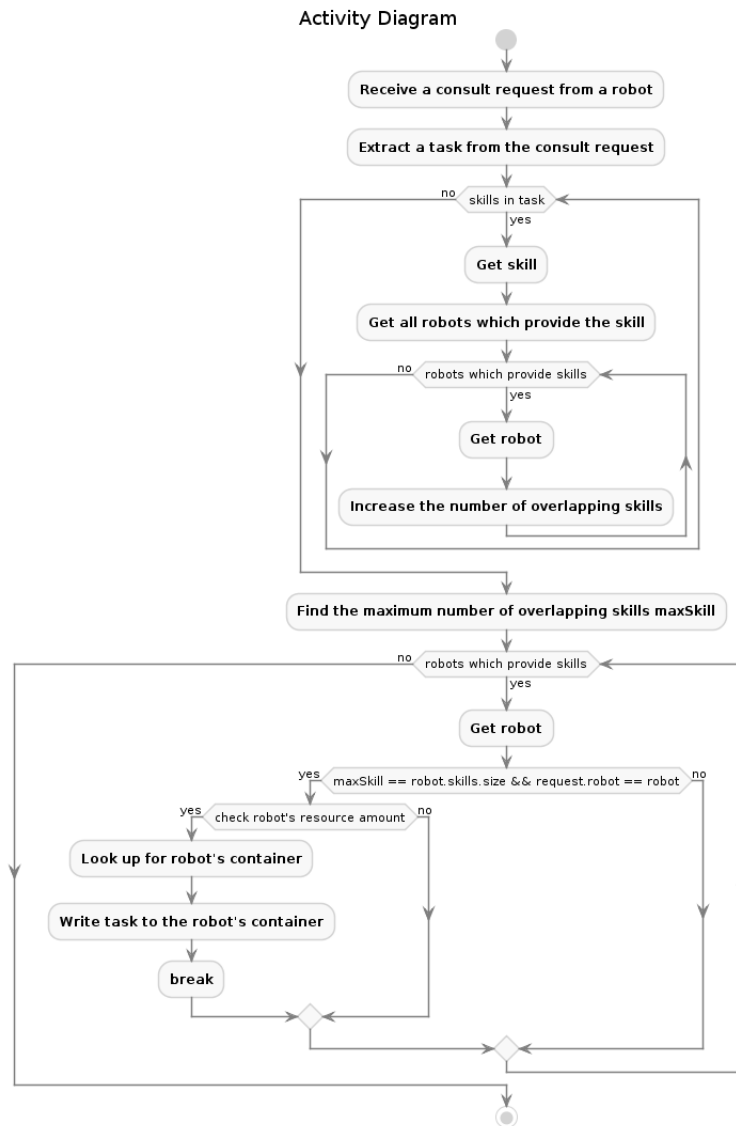 Activity Diagram
Receive a consult request from a robot
Extract a task from the consult request
no
skills in task
yes
Get skill
Get all robots which provide the skill
no
robots which provide skills
yes
Get robot
Increase the number of overlapping skills
Find the maximum number of overlapping skills maxSkill
no
robots which provide skills
yes
Get robot
yes
maxSkill == robot.skills.size && request.robot == robot
no
yes
check robot's resource amount
no
Look up for robot's container
Write task to the robot's container
break